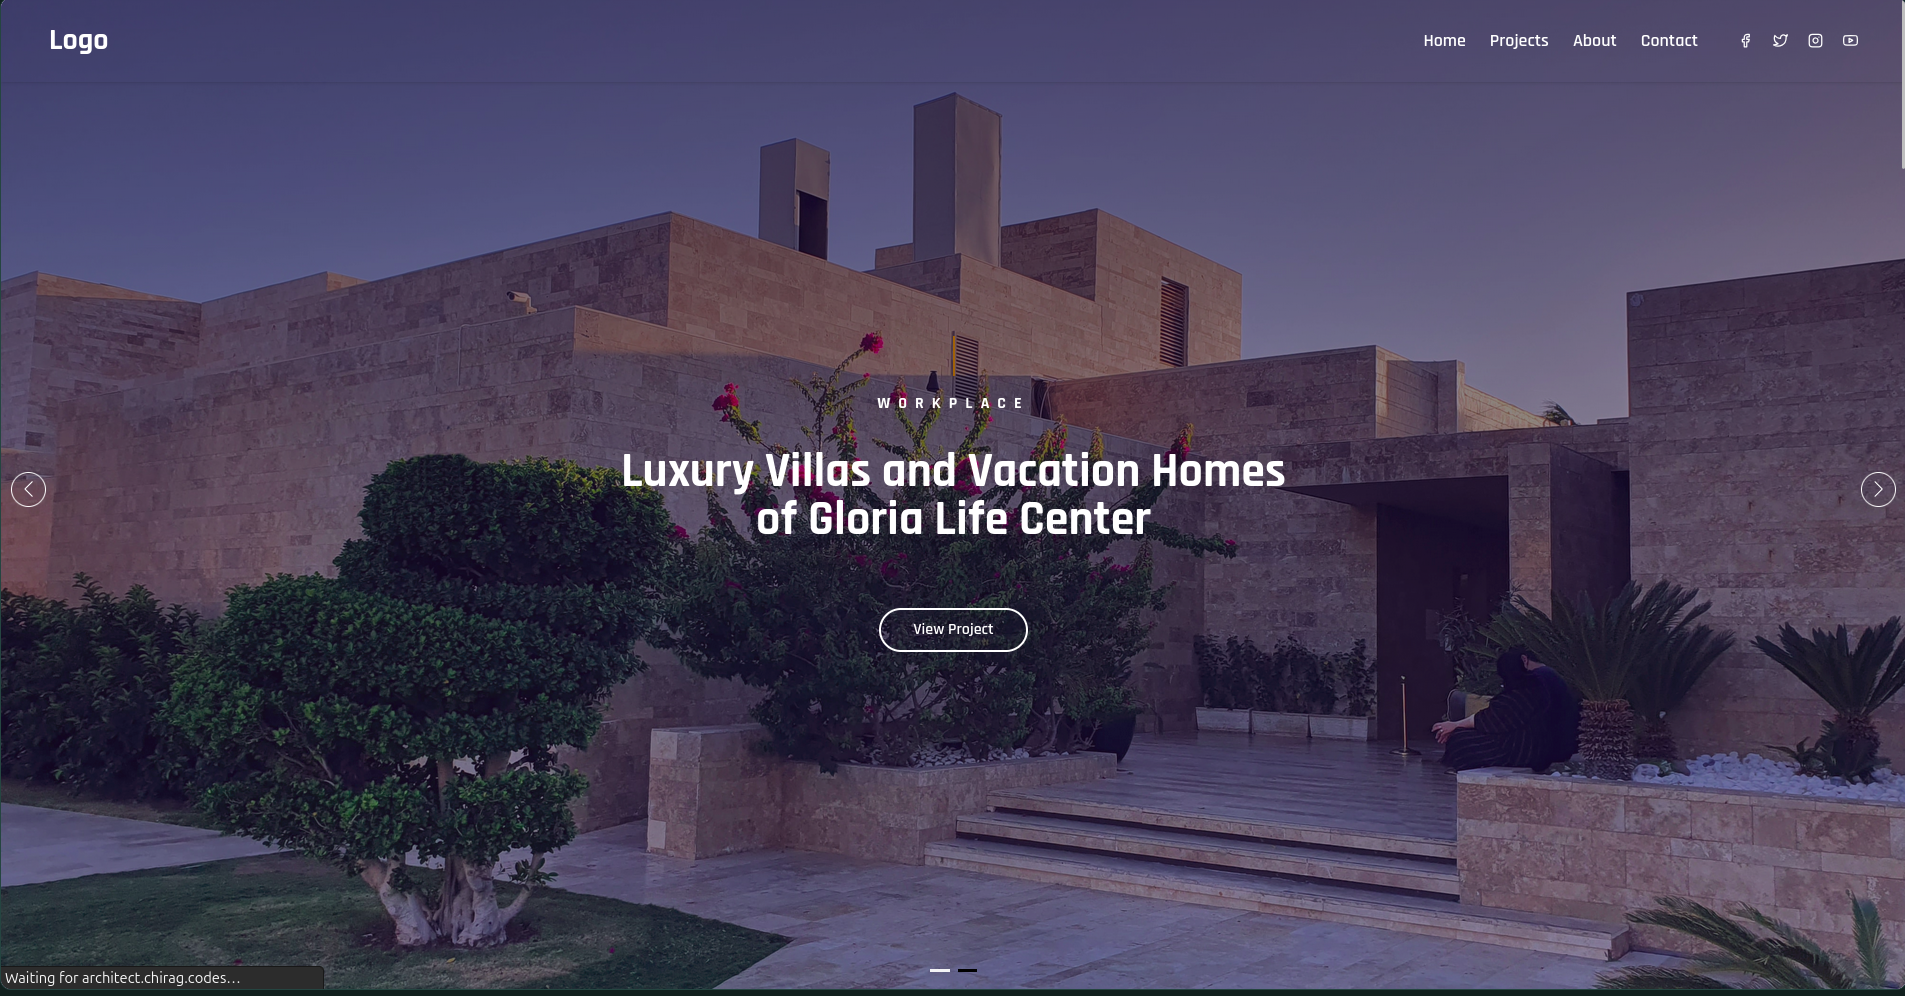 Logo
Home Projects About Contact
WORKPLACE
Luxury Villas and Vacation Homes
of Gloria Life Center
View Project
Waiting for architect.chirag.codes...